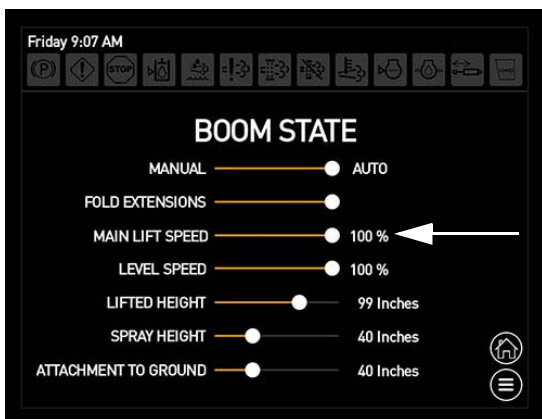 Friday 9:07 AM
(P) STOP
BOOM STATE
MANUAL AUTO
FOLD EXTENSIONS
MAIN LIFT SPEED 100 %
LEVEL SPEED 100 %
LIFTED HEIGHT 99 Inches
SPRAY HEIGHT 40 Inches
ATTACHMENT TO GROUND 40 Inches